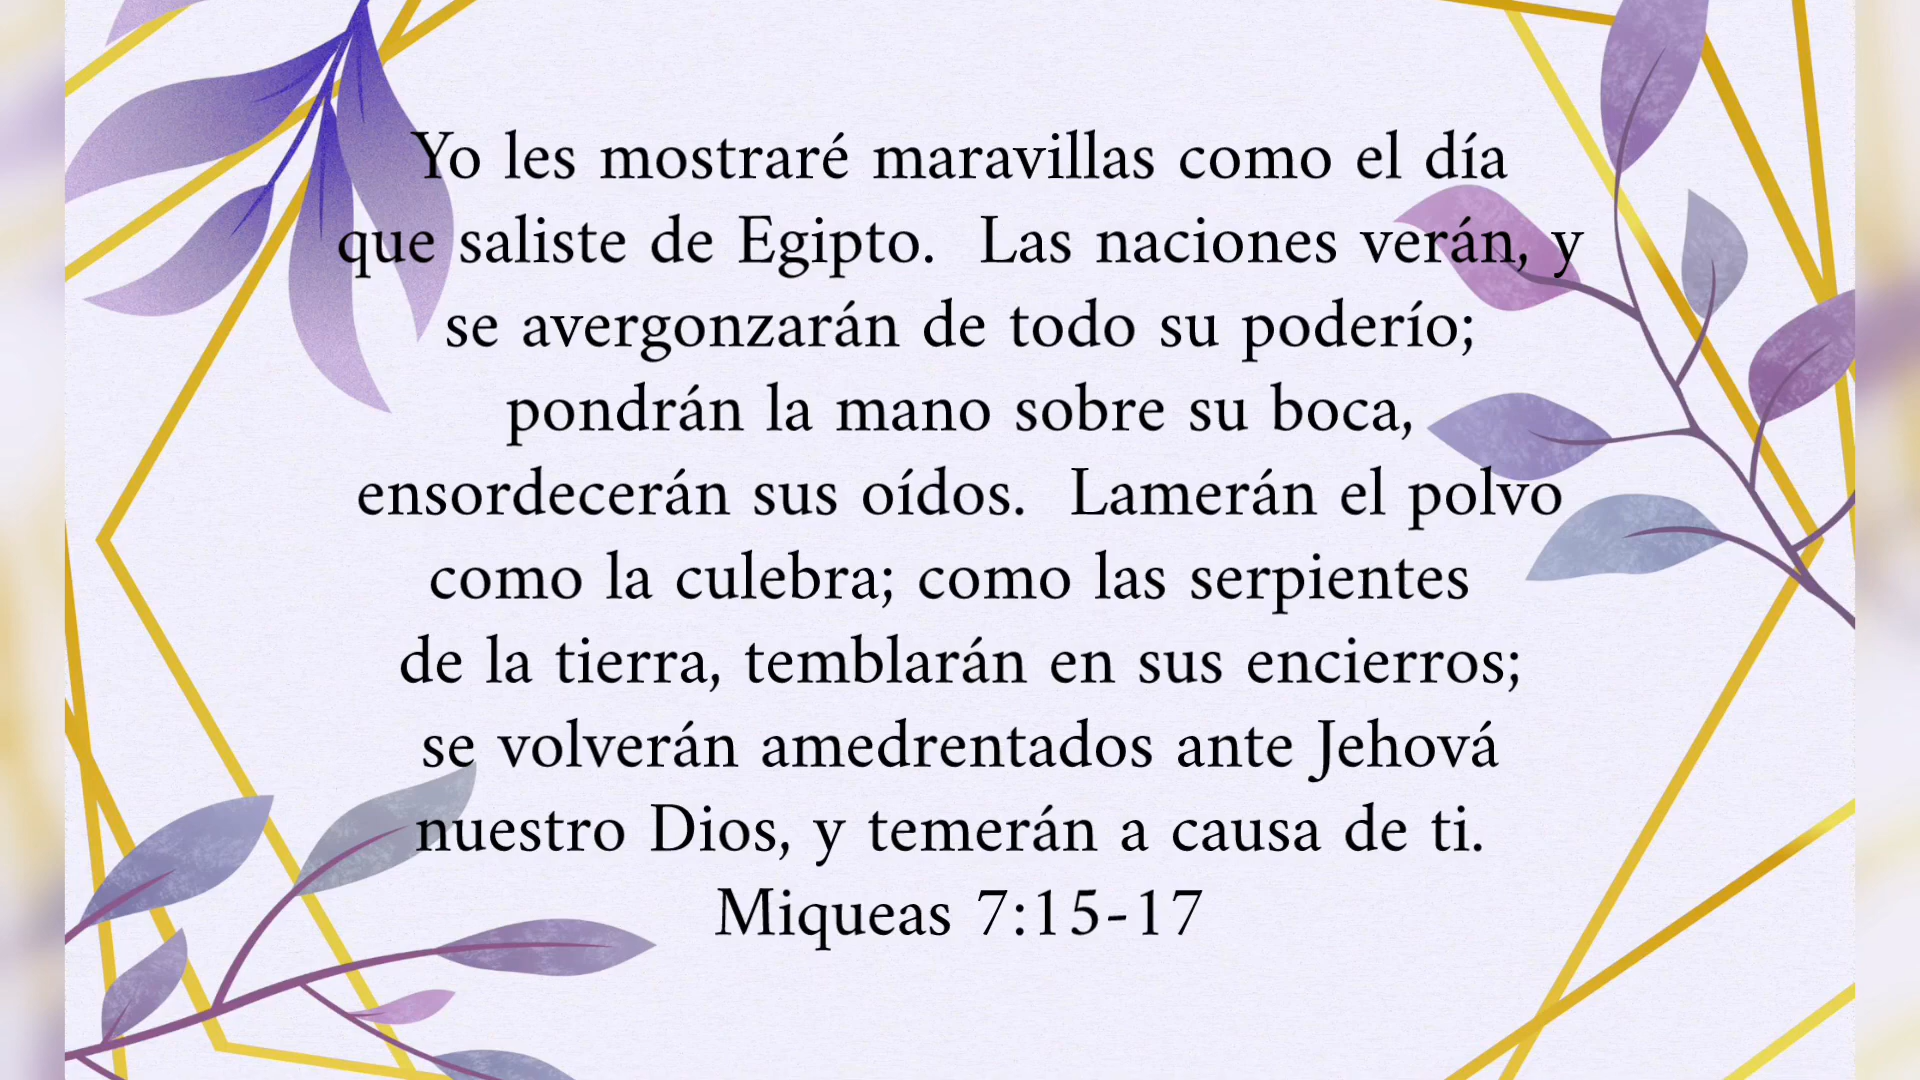 Yo les mostraré maravillas como el día
que saliste de Egipto.  Las naciones verán, y
se avergonzarán de todo su poderío;
pondrán la mano sobre su boca,
ensordecerán sus oídos.  Lamerán el polvo
como la culebra; como las serpientes
de la tierra, temblarán en sus encierros;
se volverán amedrentados ante Jehová
nuestro Dios, y temerán a causa de ti.
Miqueas 7:15-17